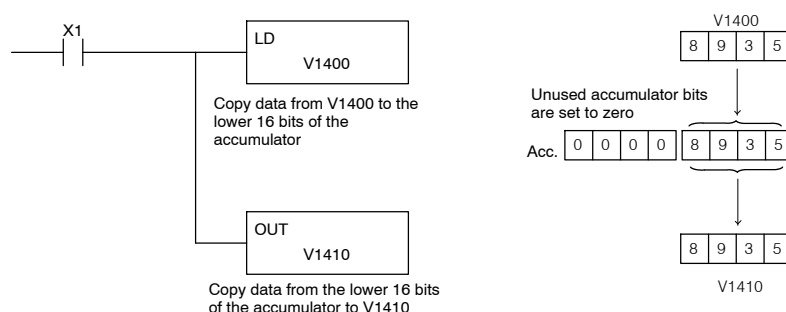 X1
LD
V1400
Copy data from V1400 to the
lower 16 bits of the
accumulator
OUT
V1410
Copy data from the lower 16 bits
of the accumulator to V1410
V1400
8 9 3 5
Unused accumulator bits
are set to zero
Acc. 0 0 0 0 8 9 3 5
8 9 3 5
V1410